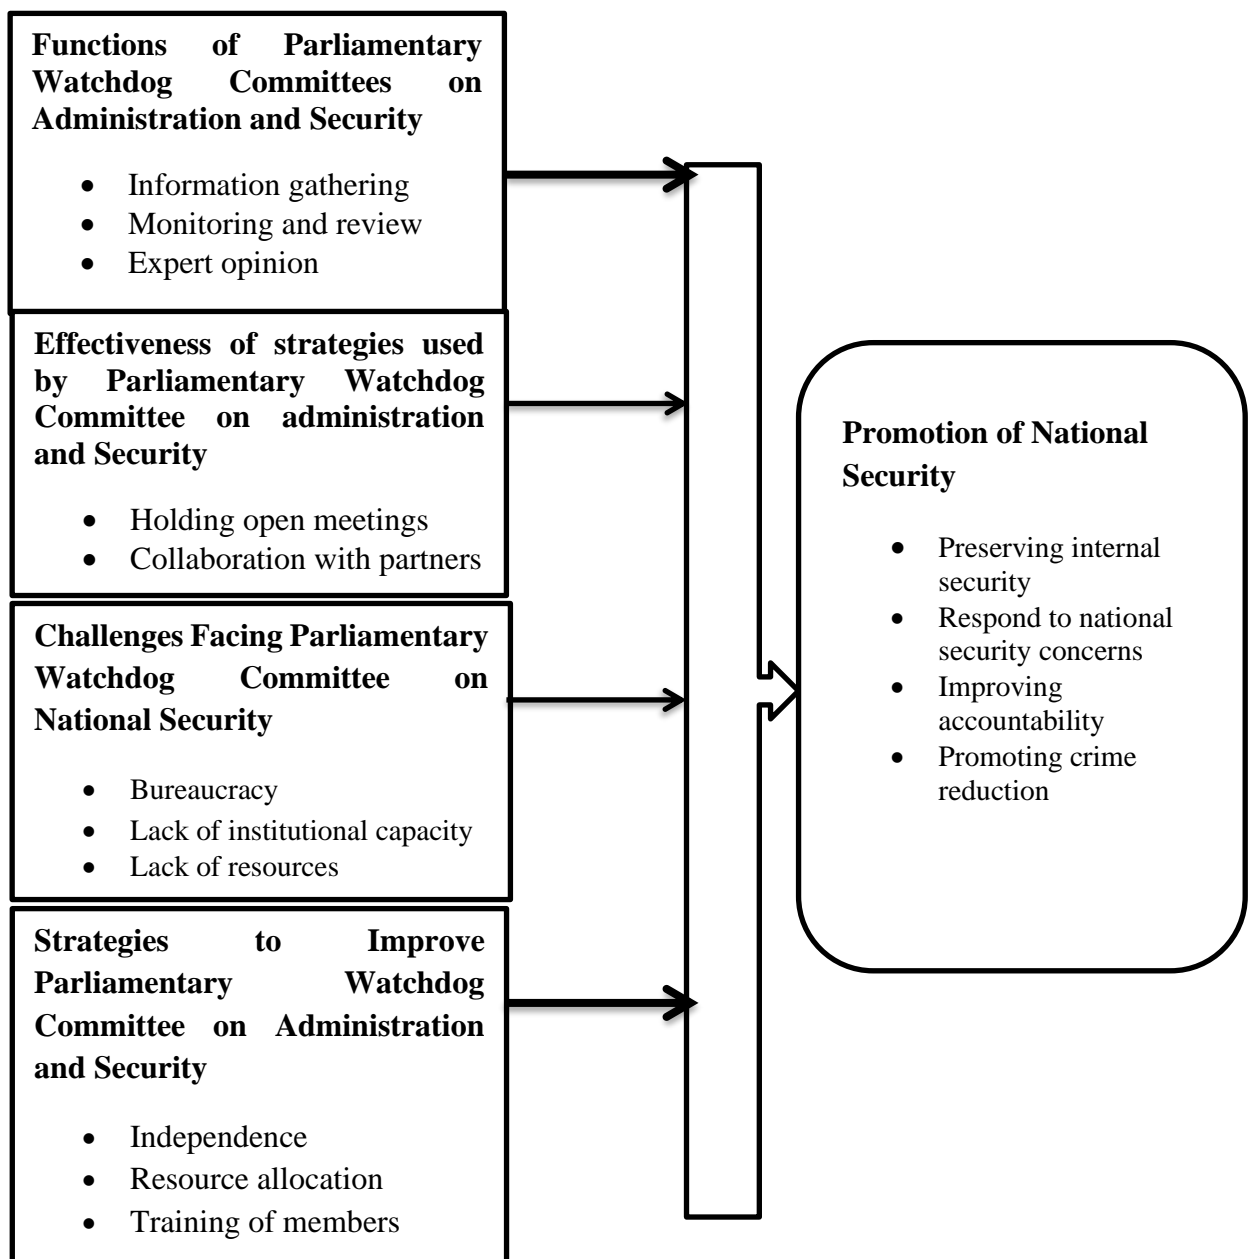 Functions of Parliamentary
Watchdog Committees on
Administration and Security
• Information gathering
• Monitoring and review
• Expert opinion
Effectiveness of strategies used
by Parliamentary Watchdog
Committee on administration
and Security
• Holding open meetings
• Collaboration with partners
Challenges Facing Parliamentary
Watchdog Committee on
National Security
• Bureaucracy
• Lack of institutional capacity
• Lack of resources
Strategies to Improve
Parliamentary Watchdog
Committee on Administration
and Security
• Independence
• Resource allocation
• Training of members
Promotion of National
Security
• Preserving internal
security
• Respond to national
security concerns
• Improving
accountability
• Promoting crime
reduction